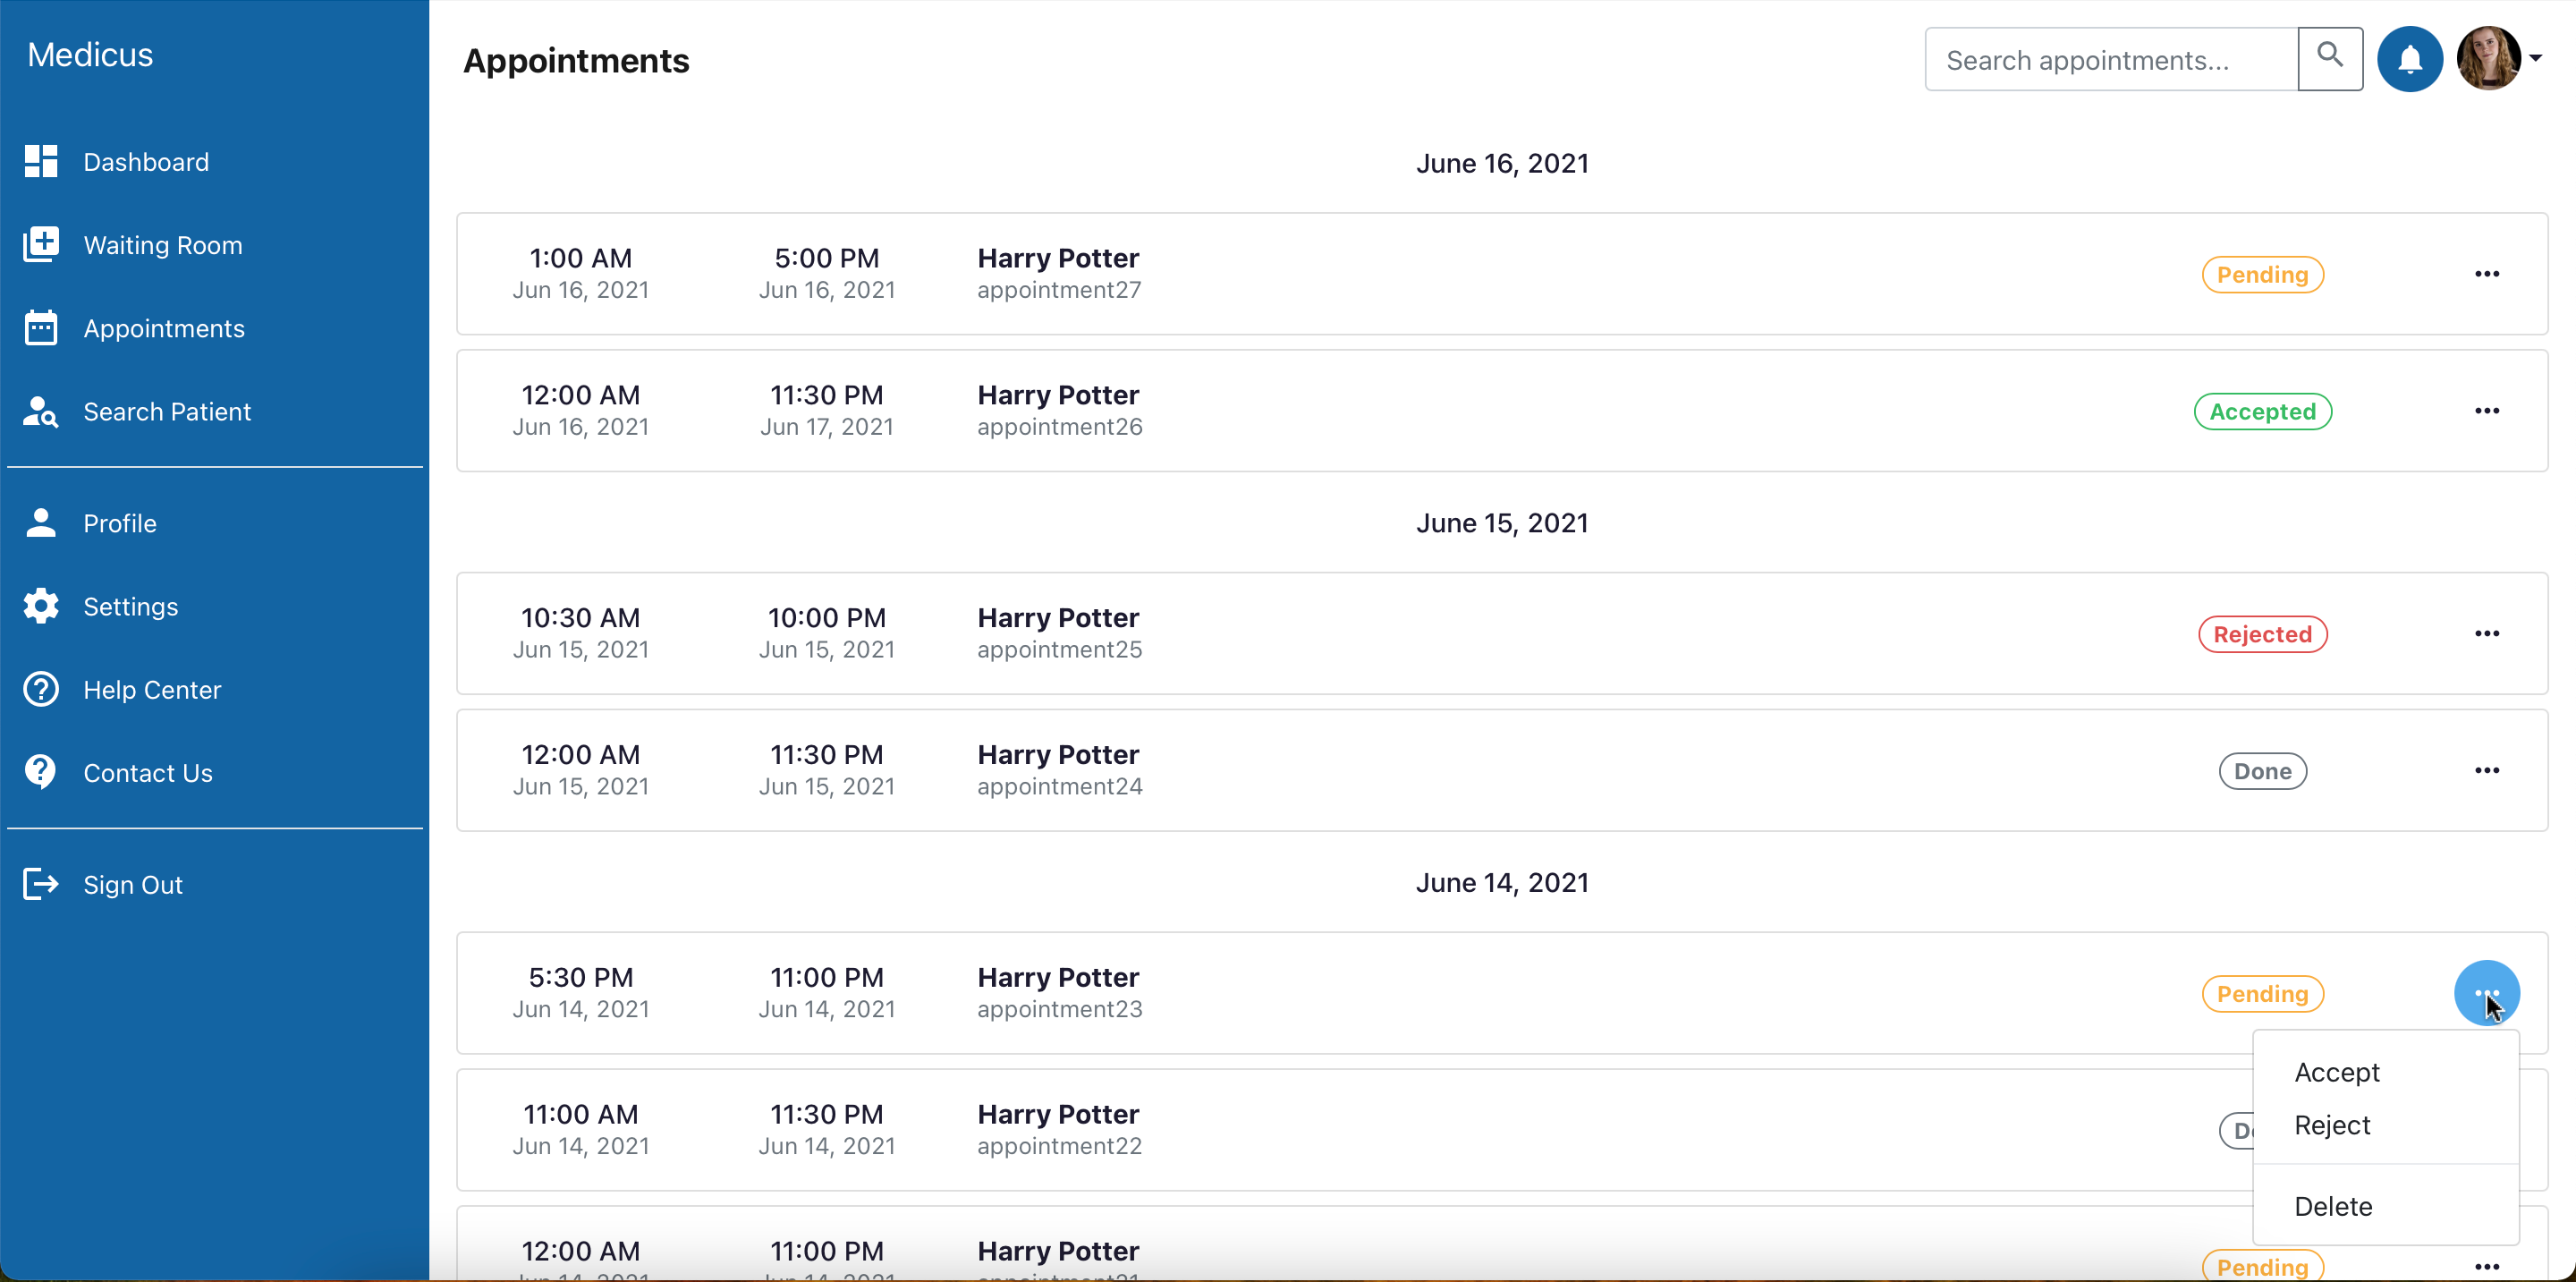 Medicus
Dashboard
Waiting Room
Appointments
Search Patient
Profile
Settings
Help Center
Contact Us
Sign Out
Appointments
Search appointments...
June 16, 2021
1:00 AM 5:00 PM Harry Potter
Jun 16, 2021 Jun 16, 2021 appointment27
Pending
12:00 AM 11:30 PM Harry Potter
Jun 16, 2021 Jun 17, 2021 appointment26
Accepted
June 15, 2021
10:30 AM 10:00 PM Harry Potter
Jun 15, 2021 Jun 15, 2021 appointment25
Rejected
12:00 AM 11:30 PM Harry Potter
Jun 15, 2021 Jun 15, 2021 appointment24
Done
June 14, 2021
5:30 PM 11:00 PM Harry Potter
Jun 14, 2021 Jun 14, 2021 appointment23
Pending
Accept
Reject
Delete
11:00 AM 11:30 PM Harry Potter
Jun 14, 2021 Jun 14, 2021 appointment22
12:00 AM 11:00 PM Harry Potter
Jun 14, 2021 Jun 14, 2021 appointment21
Pending